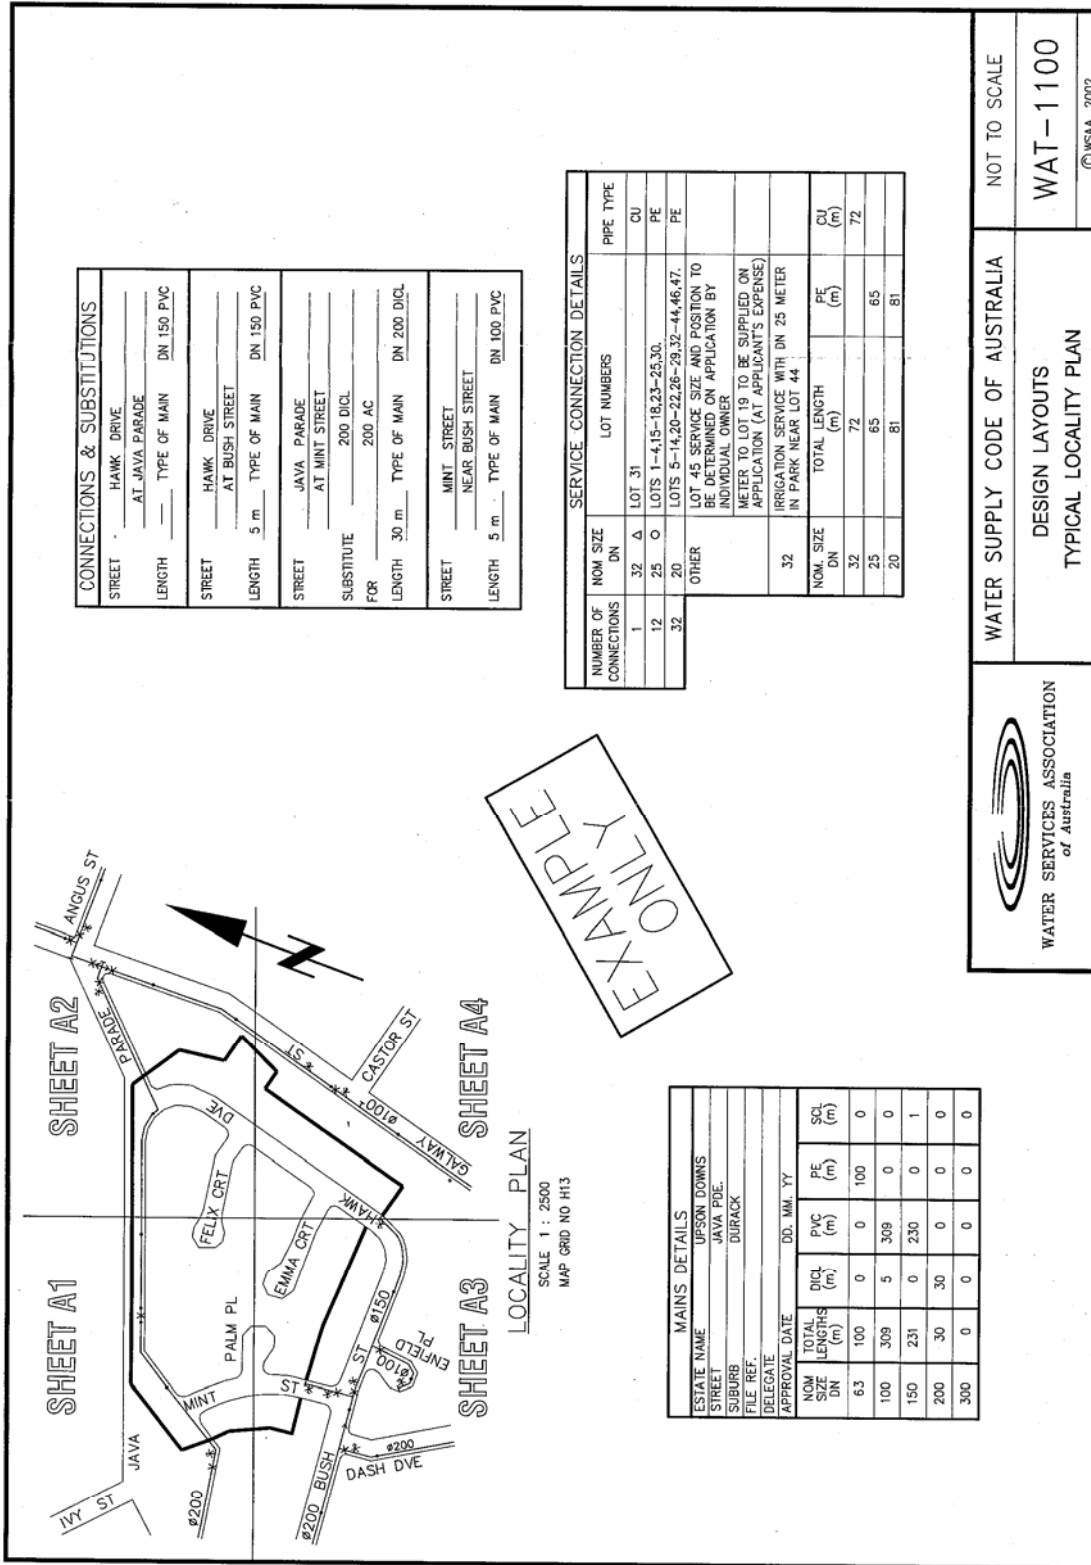 SHEET A1
SHEET A2
IVY ST
JAVA
PARADE
ANGUS ST
MINT
ST
PALM PL
FELIX CRT
EMMA CRT
HAWK
DVE
ø100
ST
GALWAY
CASTOR ST
ø200
ø200
BUSH
ST
ø150
ø200
DASH DVE
ø100
ENFIELD
PL
N
SHEET A3
SHEET A4
LOCALITY PLAN
SCALE 1 : 2500
MAP GRID NO H13
EXAMPLE
ONLY
CONNECTIONS & SUBSTITUTIONS
STREET HAWK DRIVE
AT JAVA PARADE
LENGTH TYPE OF MAIN DN 150 PVC
STREET HAWK DRIVE
AT BUSH STREET
LENGTH 5 m TYPE OF MAIN DN 150 PVC
STREET JAVA PARADE
AT MINT STREET
SUBSTITUTE 200 DICL
FOR 200 AC
LENGTH 30 m TYPE OF MAIN DN 200 DICL
STREET MINT STREET
NEAR BUSH STREET
LENGTH 5 m TYPE OF MAIN DN 100 PVC
MAINS DETAILS
ESTATE NAME UPSON DOWNS
STREET JAVA PDE.
SUBURB DURACK
FILE REF.
DELEGATE
APPROVAL DATE DD. MM. YY
NOM SIZE DN TOTAL LENGTHS (m) DICL (m) PVC (m) PE (m) SCL (m)
63 100 0 0 100 0
100 309 5 309 0 0
150 231 0 230 0 1
200 30 30 0 0 0
300 0 0 0 0 0
SERVICE CONNECTION DETAILS
NUMBER OF CONNECTIONS NOM SIZE DN LOT NUMBERS PIPE TYPE
1 32 △ LOT 31 CU
12 25 O LOTS 1-4,15-18,23-25,30. PE
32 20 LOTS 5-14,20-22,26-29,32-44,46,47. PE
OTHER LOT 45 SERVICE SIZE AND POSITION TO
BE DETERMINED ON APPLICATION BY
INDIVIDUAL OWNER
METER TO LOT 19 TO BE SUPPLIED ON
APPLICATION (AT APPLICANT'S EXPENSE)
32 IRRIGATION SERVICE WITH DN 25 METER
IN PARK NEAR LOT 44
NOM. SIZE DN TOTAL LENGTH (m) PE (m) CU (m)
32 72 72
25 65 65
20 81 81
WATER SERVICES ASSOCIATION
of Australia
WATER SUPPLY CODE OF AUSTRALIA
DESIGN LAYOUTS
TYPICAL LOCALITY PLAN
NOT TO SCALE
WAT-1100
©WSAA 2002